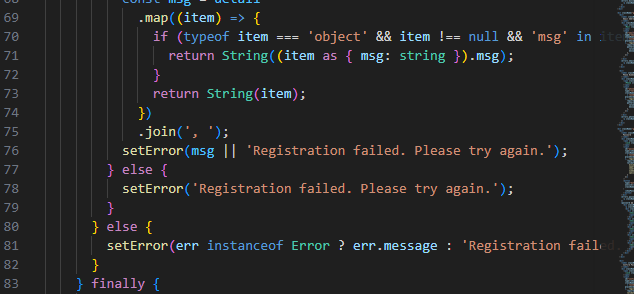 const msg = detail
69 .map((item) => {
70 if (typeof item === 'object' && item !== null && 'msg' in item
71 return String((item as { msg: string }).msg);
72 }
73 return String(item);
74 })
75 .join(', ');
76 setError(msg || 'Registration failed. Please try again.');
77 } else {
78 setError('Registration failed. Please try again.');
79 }
80 } else {
81 setError(err instanceof Error ? err.message : 'Registration failed.
82 }
83 } finally {